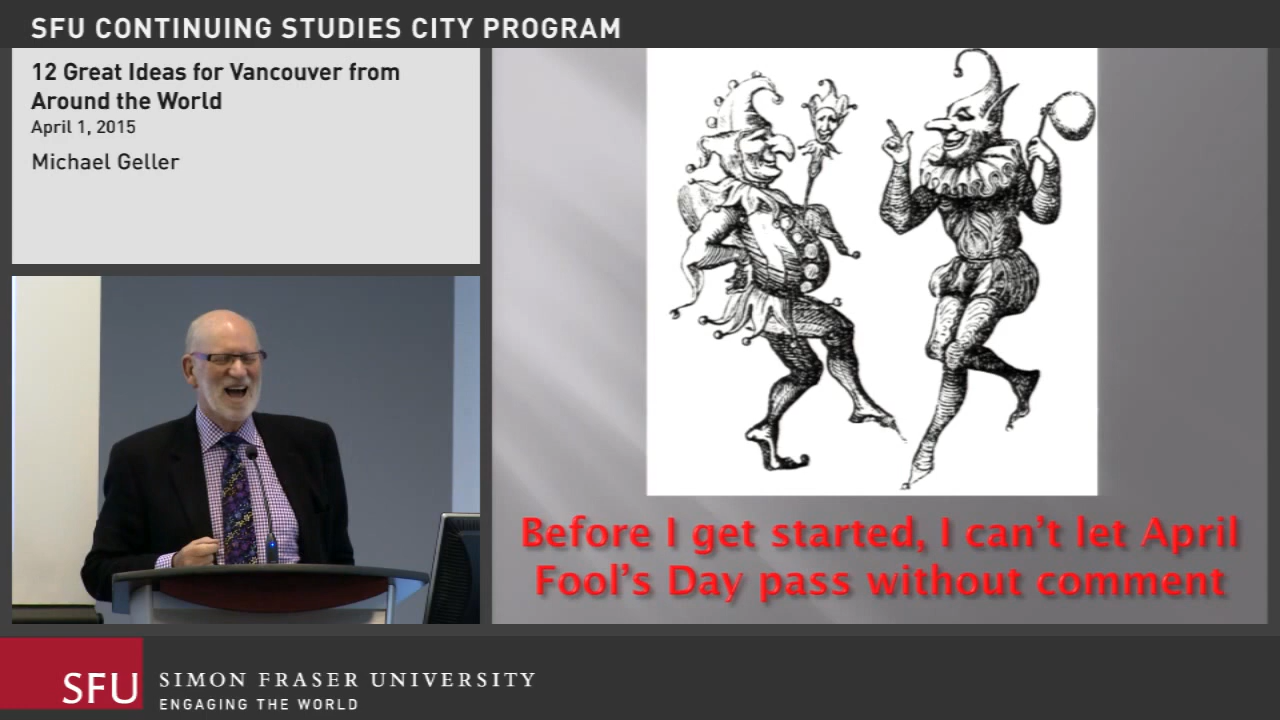 SFU CONTINUING STUDIES CITY PROGRAM
12 Great Ideas for Vancouver from
Around the World
April 1, 2015
Michael Geller
Before I get started, I can't let April
Fool's Day pass without comment
SFU
SIMON FRASER UNIVERSITY
ENGAGING THE WORLD